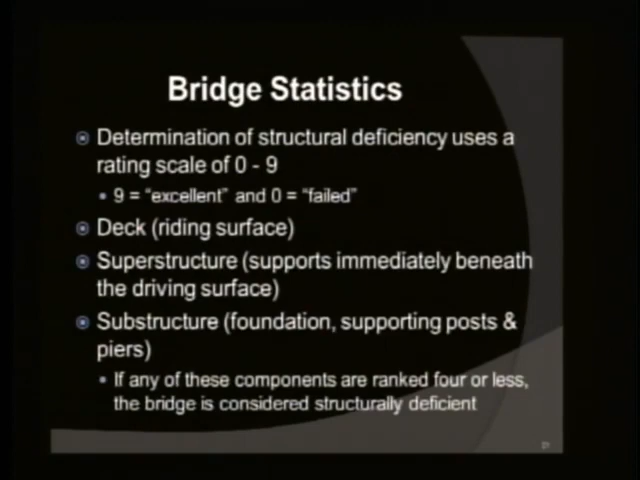 Bridge Statistics
Determination of structural deficiency uses a
rating scale of 0 - 9
9 = "excellent" and 0 = "failed"
Deck (riding surface)
Superstructure (supports immediately beneath
the driving surface)
Substructure (foundation, supporting posts &
piers)
If any of these components are ranked four or less,
the bridge is considered structurally deficient